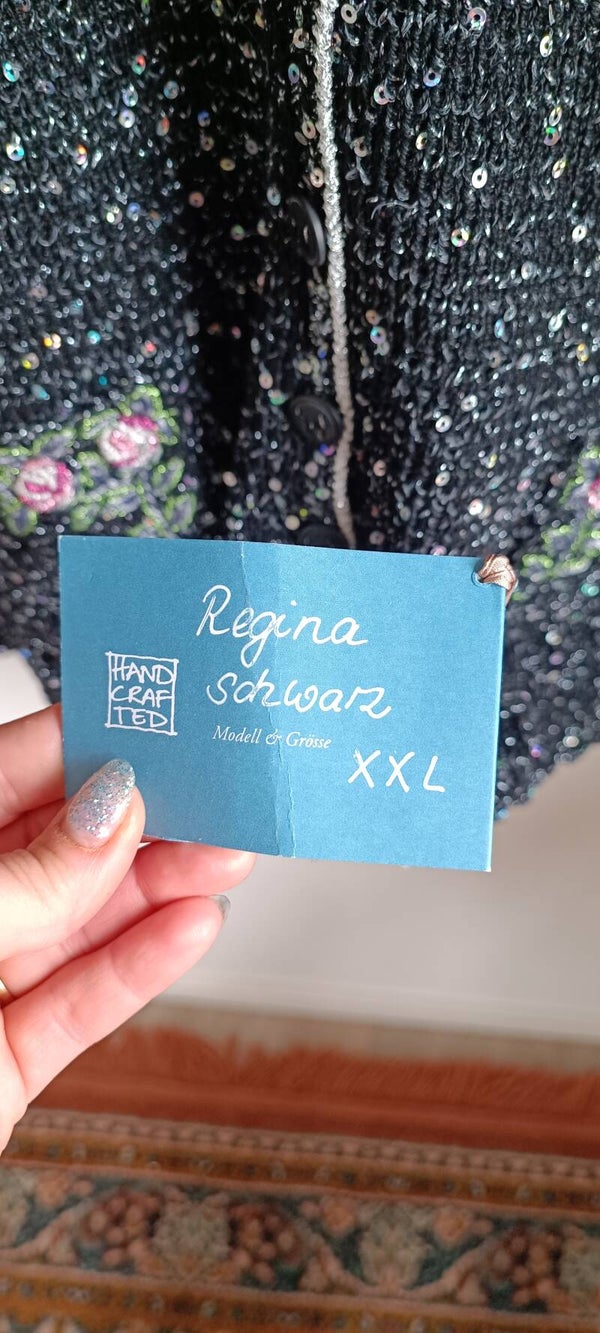 Regina
schwarz
HAND
CRAF
TED
Modell & Grösse
XXL